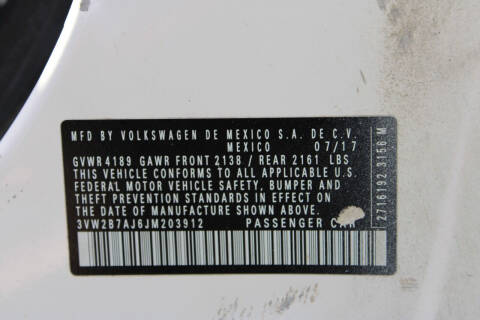 MFD BY VOLKSWAGEN DE MEXICO S.A. DE C.V.
MEXICO 07/17
GVWR 4189 GAWR FRONT 2138 / REAR 2161 LBS
THIS VEHICLE CONFORMS TO ALL APPLICABLE U.S.
FEDERAL MOTOR VEHICLE SAFETY, BUMPER AND
THEFT PREVENTION STANDARDS IN EFFECT ON THE
DATE OF MANUFACTURE SHOWN ABOVE.
3VW2B7AJ6JM203912 PASSENGER CAR
2716192 3156 M